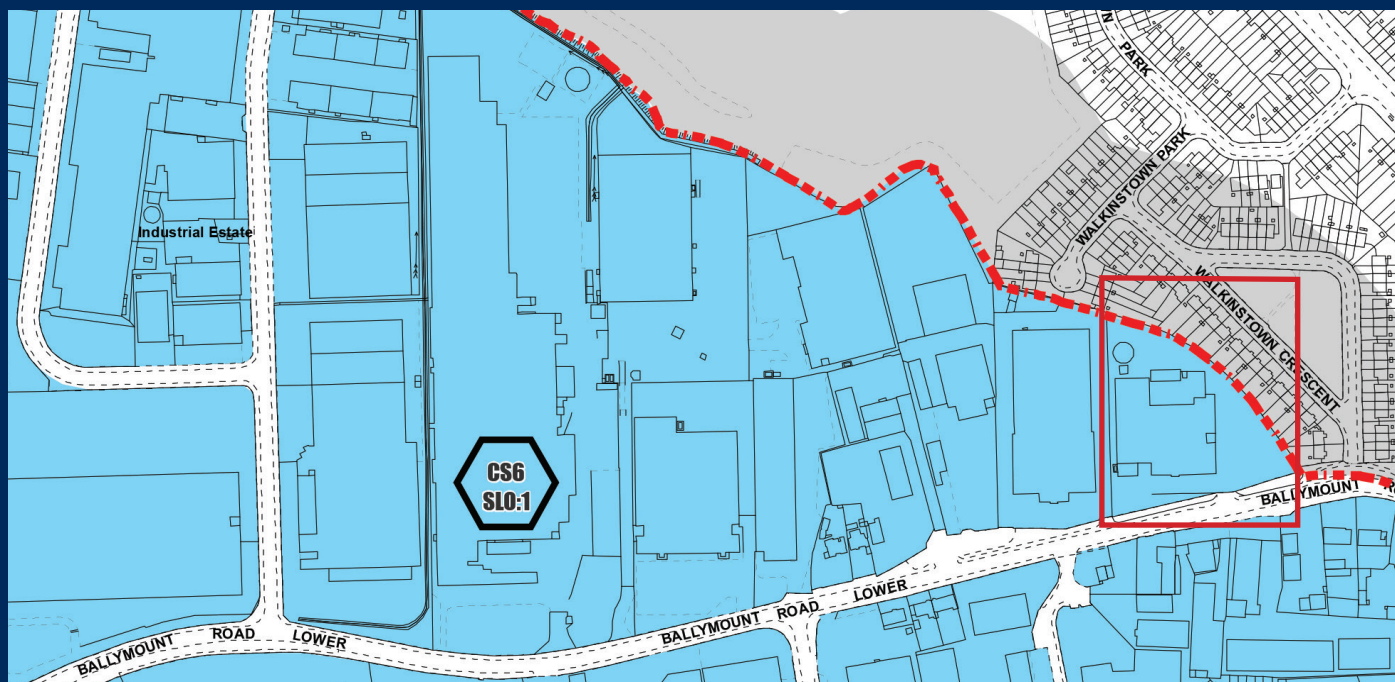 PARK
WALKINSTOWN PARK
Industrial Estate
WALKINSTOWN CRESCENT
CS6
SLO:1
BALLYMOUNT
BALLYMOUNT ROAD LOWER
BALLYMOUNT ROAD LOWER